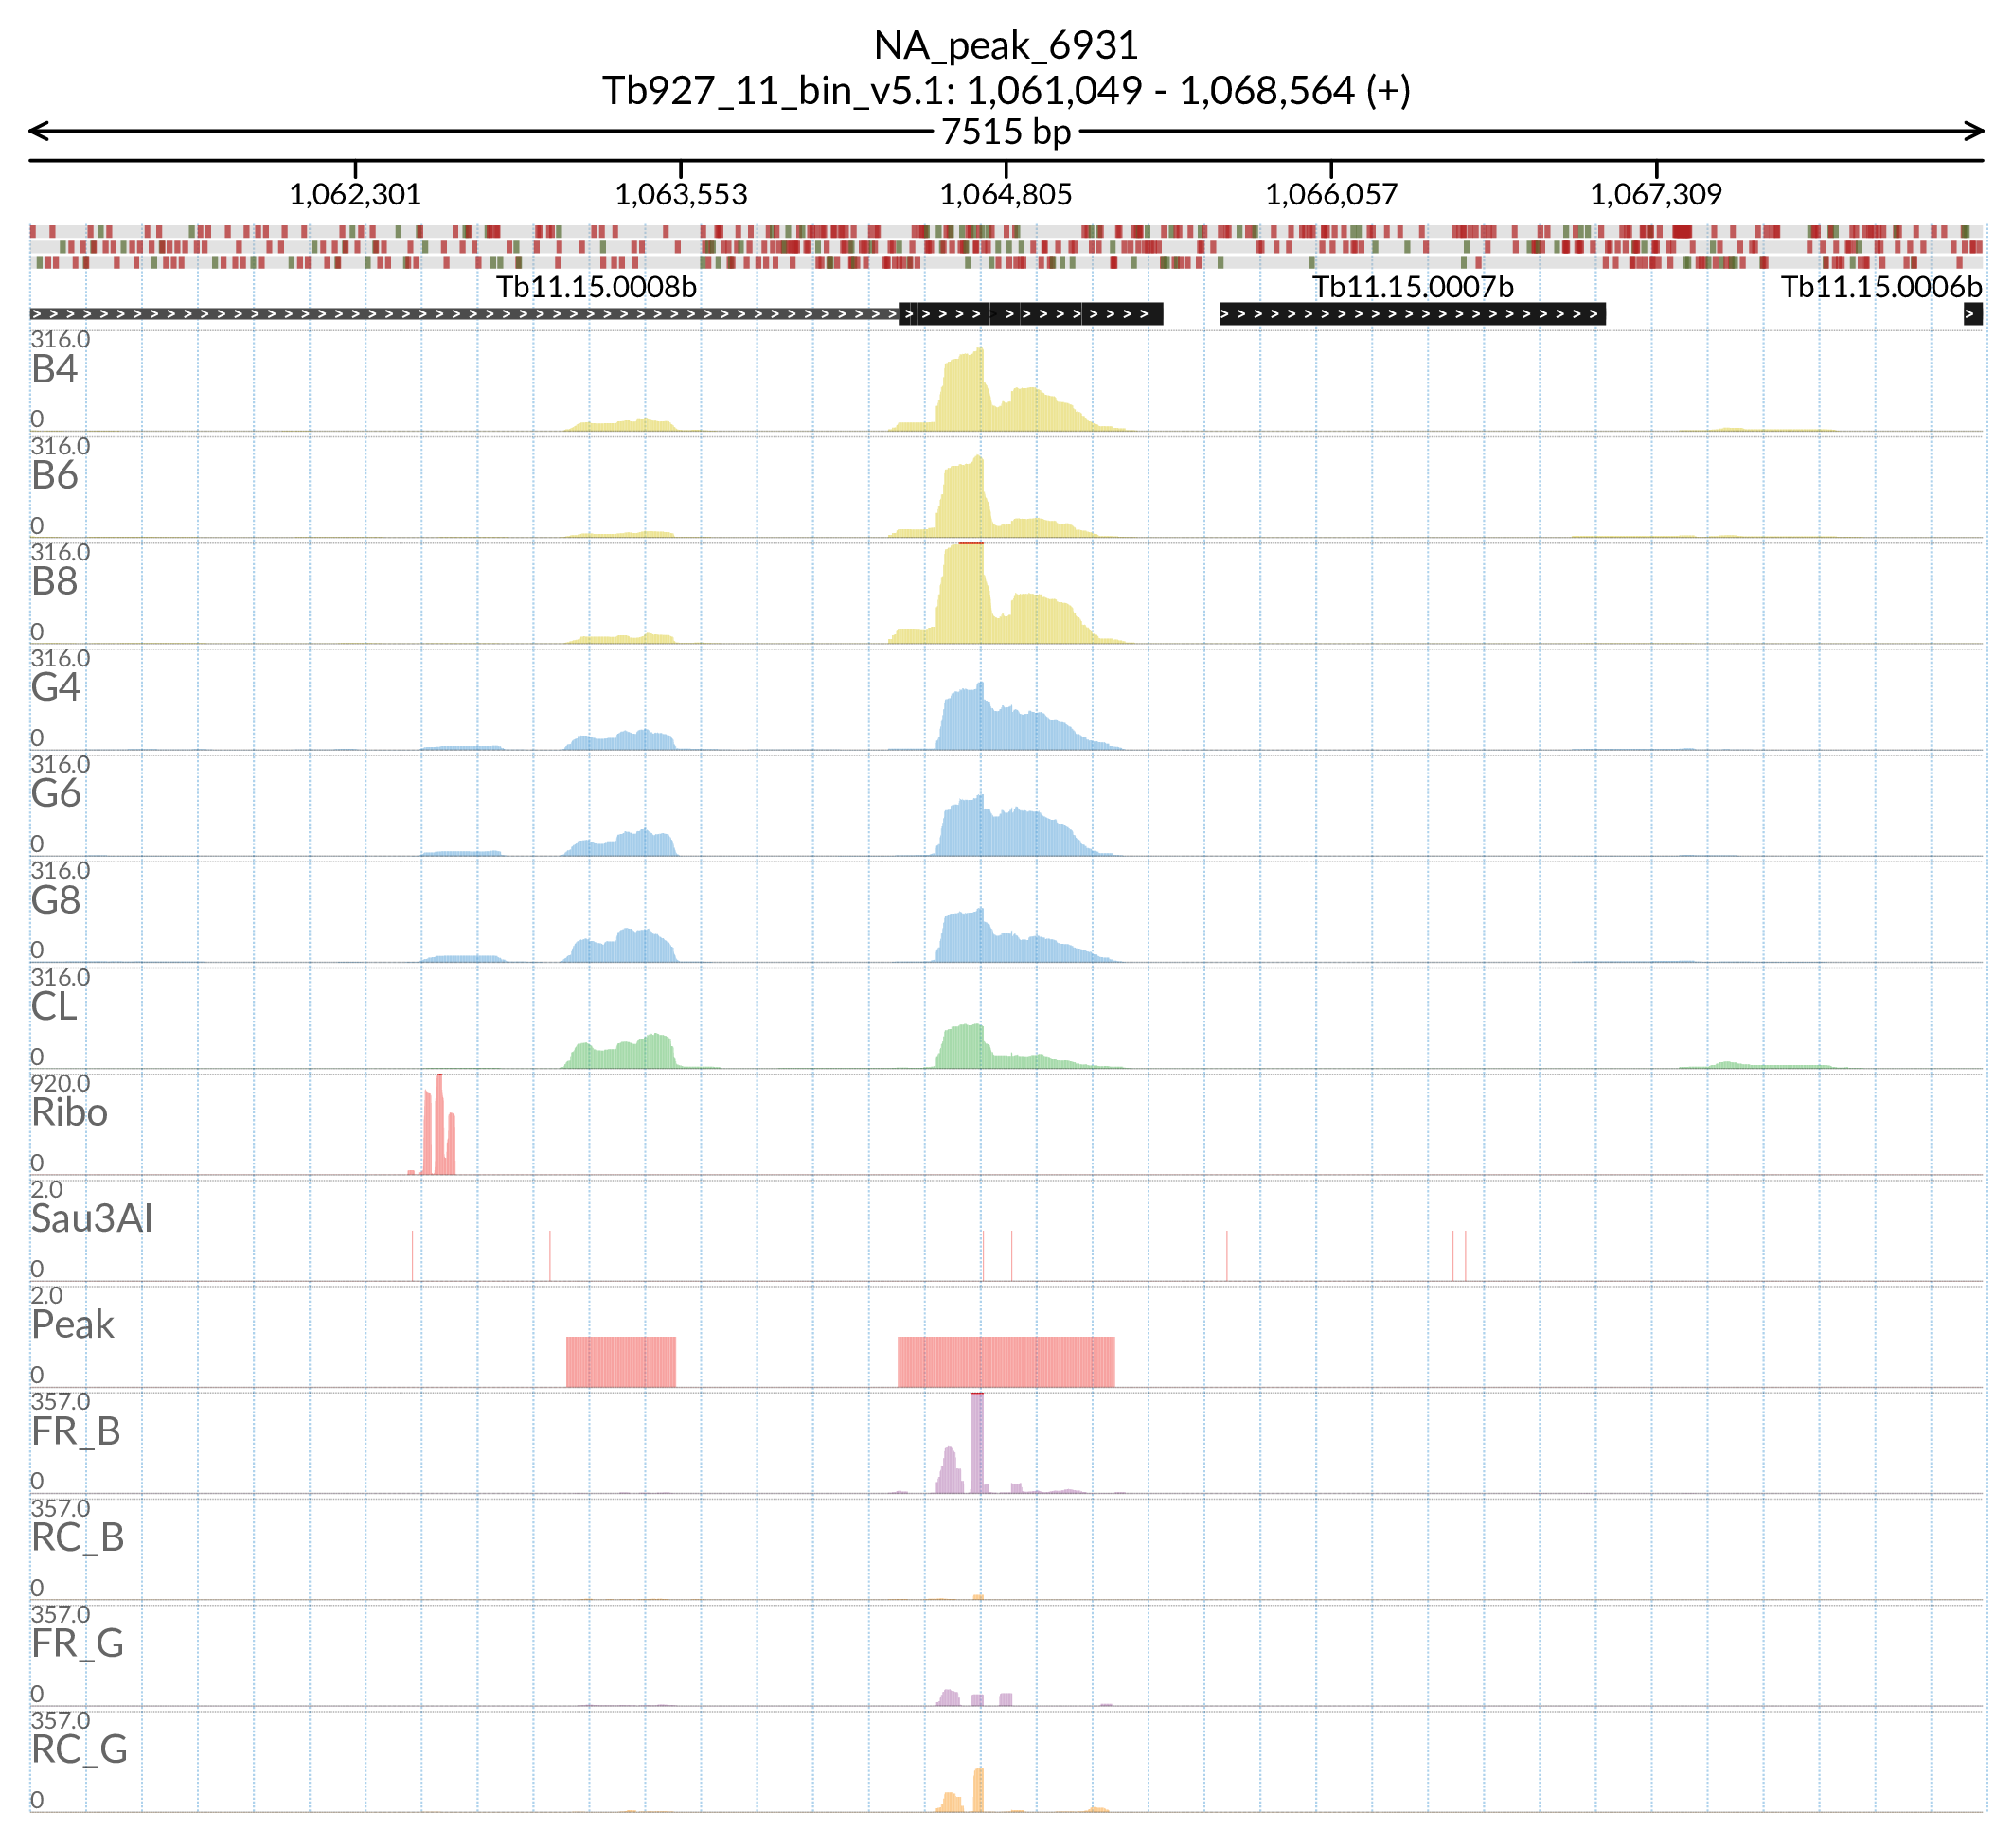 NA_peak_6931
Tb927_11_bin_v5.1: 1,061,049 - 1,068,564 (+)
7515 bp
1,062,301 1,063,553 1,064,805 1,066,057 1,067,309
Tb11.15.0008b Tb11.15.0007b Tb11.15.0006b
316.0
B4
0
316.0
B6
0
316.0
B8
0
316.0
G4
0
316.0
G6
0
316.0
G8
0
316.0
CL
0
920.0
Ribo
0
2.0
Sau3AI
0
2.0
Peak
0
357.0
FR_B
0
357.0
RC_B
0
357.0
FR_G
0
357.0
RC_G
0